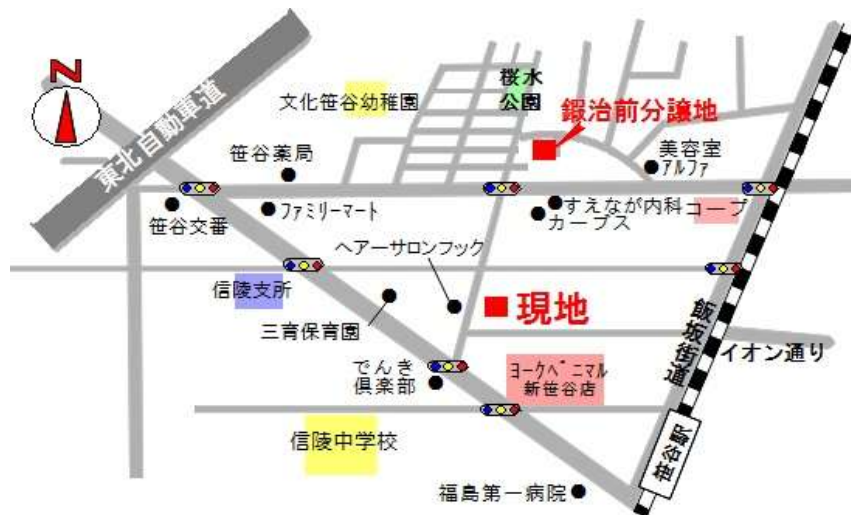 N
東北自動車道
文化笹谷幼稚園
桜水
公園
鍜治前分譲地
笹谷薬局
美容室
アルファ
笹谷交番
ファミリーマート
すえなが内科
カーブス
コープ
ヘアーサロンフック
信陵支所
三育保育園
現地
飯坂街道
イオン通り
でんき
倶楽部
ヨークベニマル
新笹谷店
信陵中学校
笹谷駅
福島第一病院